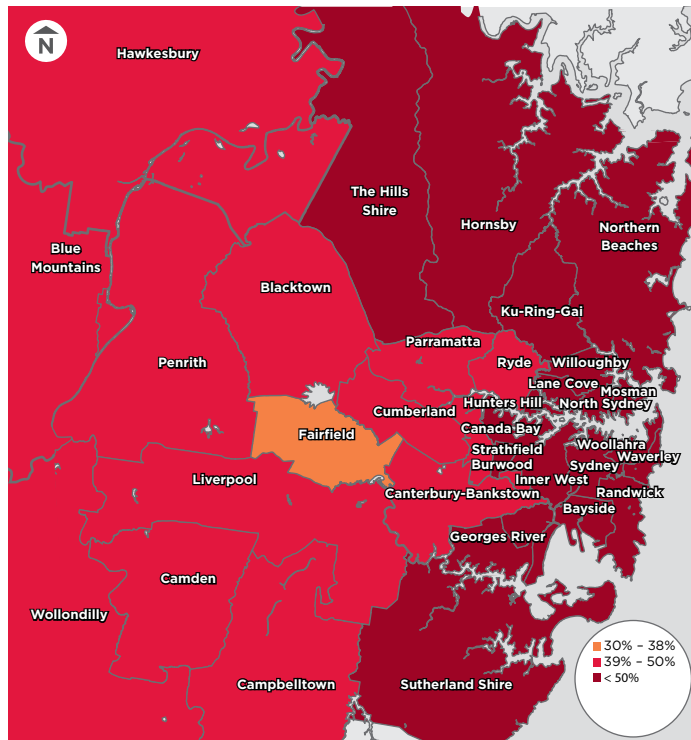 N
Hawkesbury
The Hills
Shire
Hornsby
Northern
Beaches
Blue
Mountains
Blacktown
Ku-Ring-Gai
Parramatta
Penrith
Ryde
Willoughby
Lane Cove
Mosman
Hunters Hill
North Sydney
Cumberland
Canada Bay
Fairfield
Strathfield
Woollahra
Waverley
Burwood
Sydney
Liverpool
Inner West
Canterbury-Bankstown
Randwick
Bayside
Georges River
Camden
Wollondilly
Campbelltown
Sutherland Shire
30% – 38%
39% – 50%
< 50%